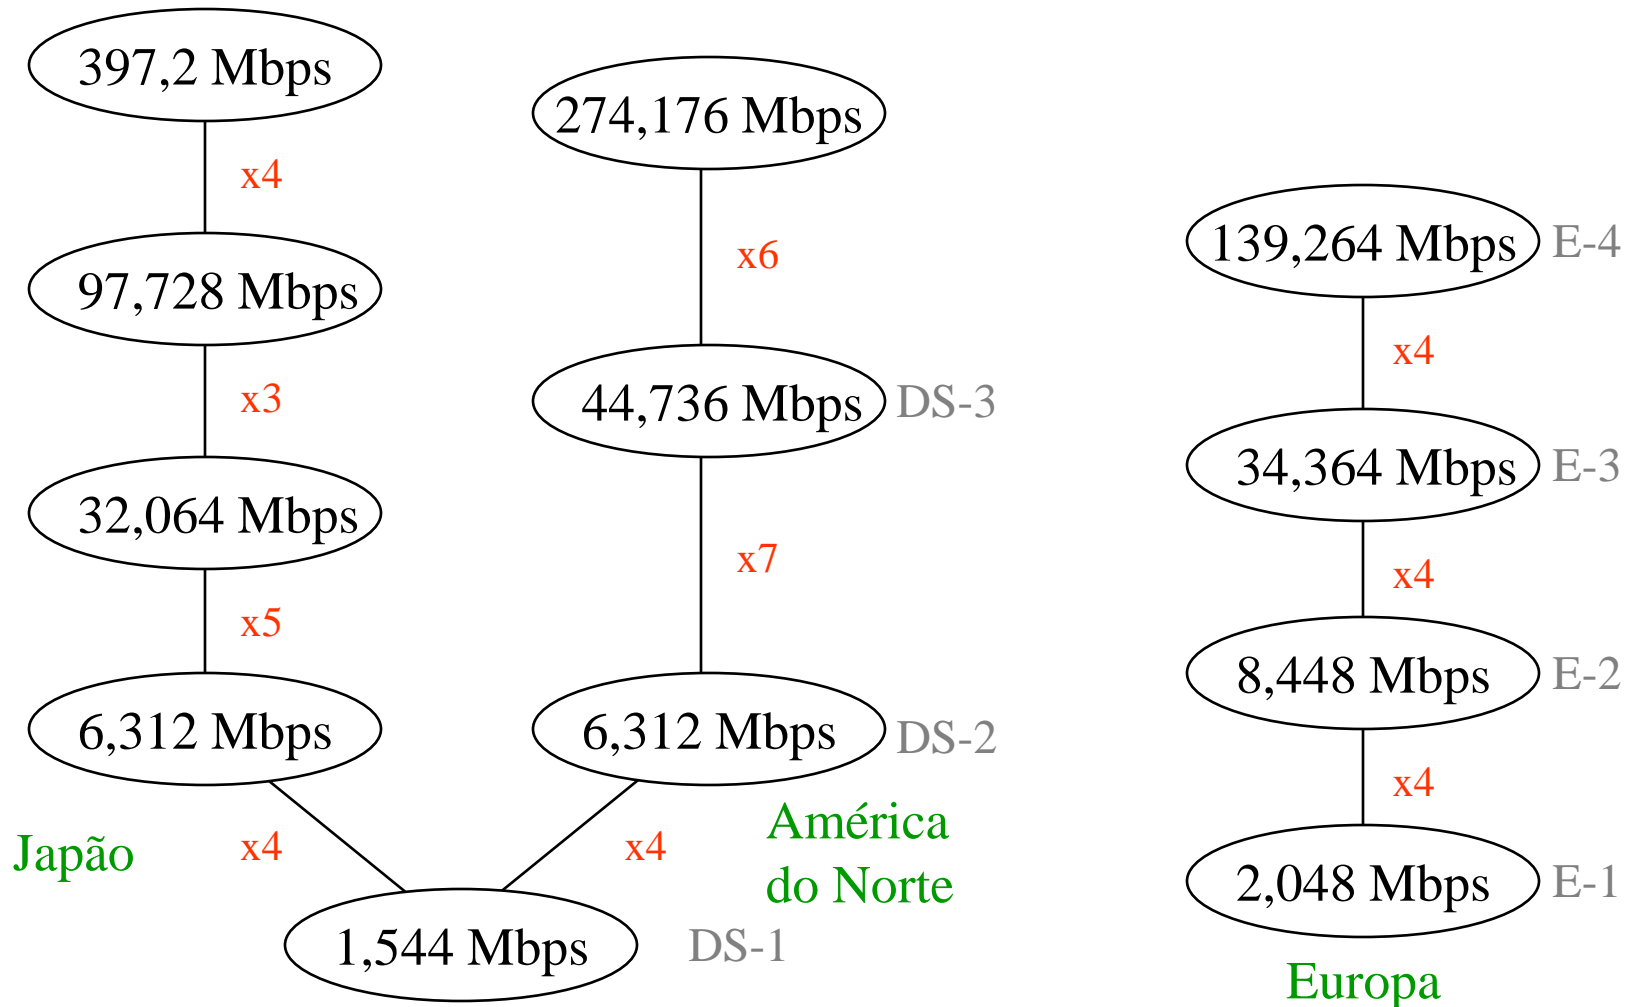 397,2 Mbps
x4
97,728 Mbps
x3
32,064 Mbps
x5
6,312 Mbps
x4
Japão
274,176 Mbps
x6
44,736 Mbps DS-3
x7
6,312 Mbps DS-2
x4
América
do Norte
1,544 Mbps DS-1
139,264 Mbps E-4
x4
34,364 Mbps E-3
x4
8,448 Mbps E-2
x4
2,048 Mbps E-1
Europa